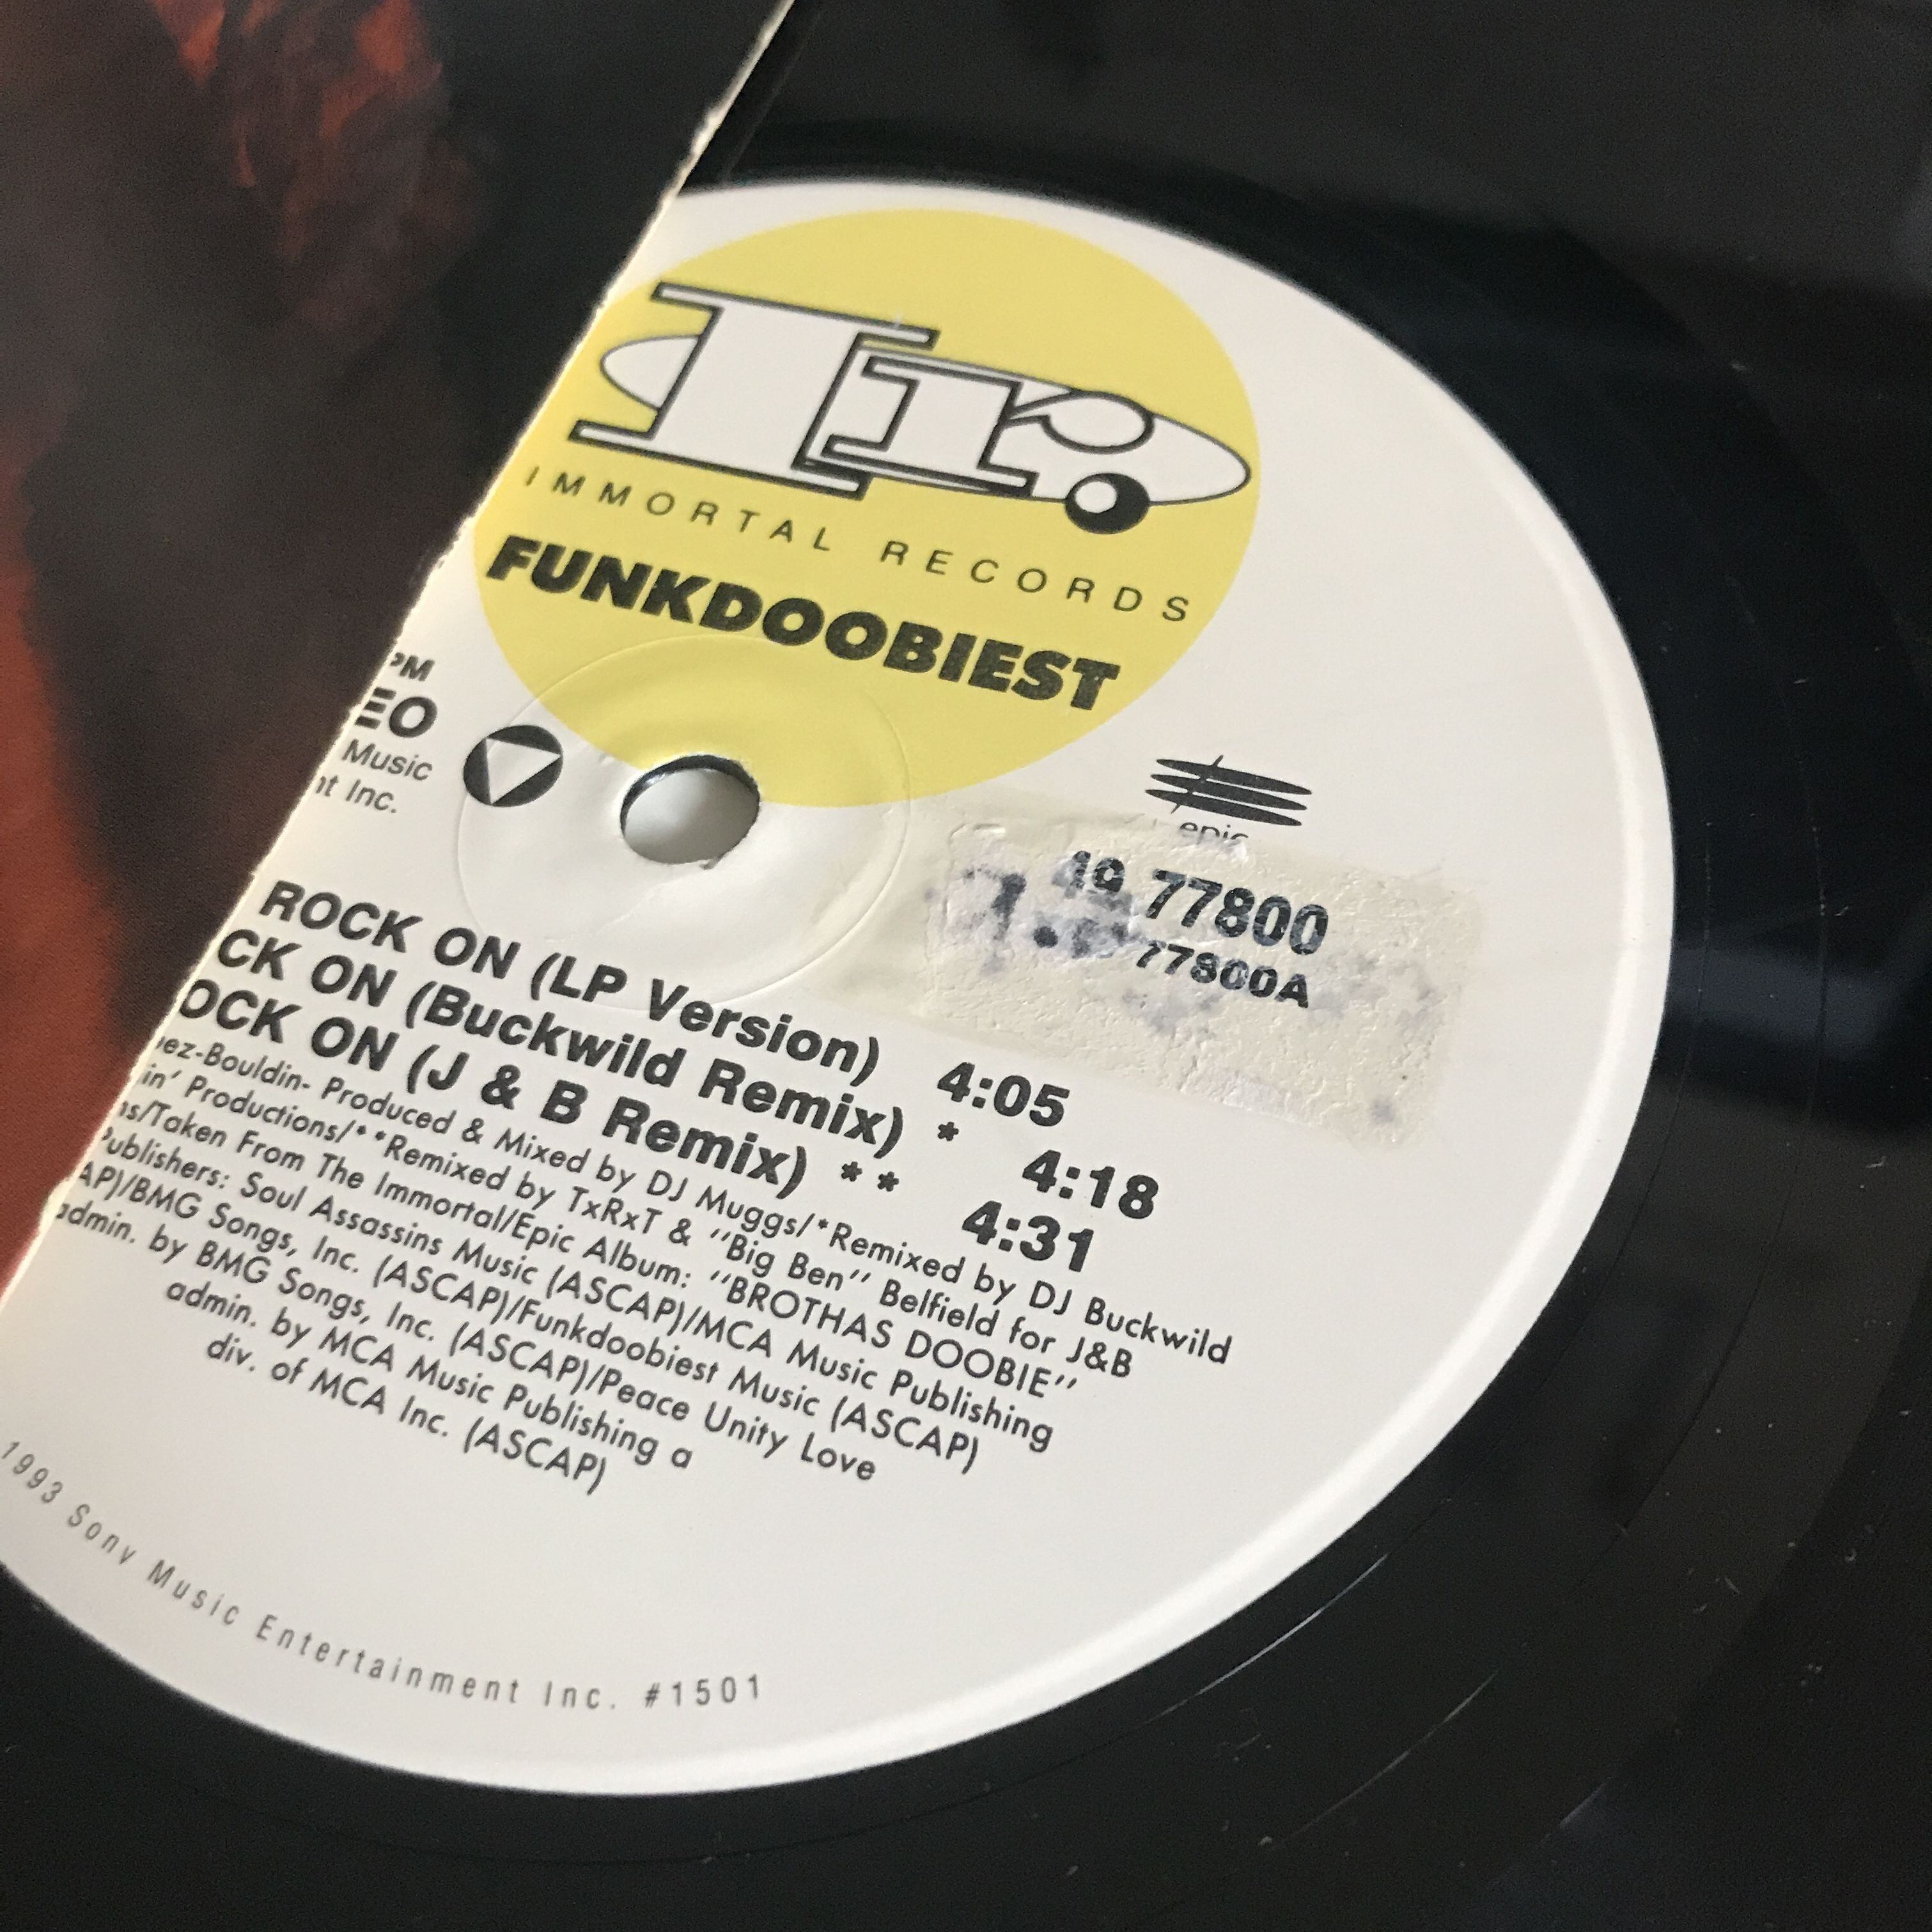 Ir.
IMMORTAL RECORDS
FUNKDOOBIEST
PM
EO
Music
nt Inc.
epic
49 77800
77800A
ROCK ON (LP Version) 4:05
CK ON (Buckwild Remix) * 4:18
OCK ON (J & B Remix) ** 4:31
ez-Bouldin- Produced & Mixed by DJ Muggs/*Remixed by DJ Buckwild
in' Productions/**Remixed by TxRxT & "Big Ben" Belfield for J&B
ns/Taken From The Immortal/Epic Album: "BROTHAS DOOBIE"
Publishers: Soul Assassins Music (ASCAP)/MCA Music Publishing
AP)/BMG Songs, Inc. (ASCAP)/Funkdoobiest Music (ASCAP)
admin. by BMG Songs, Inc. (ASCAP)/Peace Unity Love
admin. by MCA Music Publishing a
div. of MCA Inc. (ASCAP)
1993 Sony Music Entertainment Inc. #1501